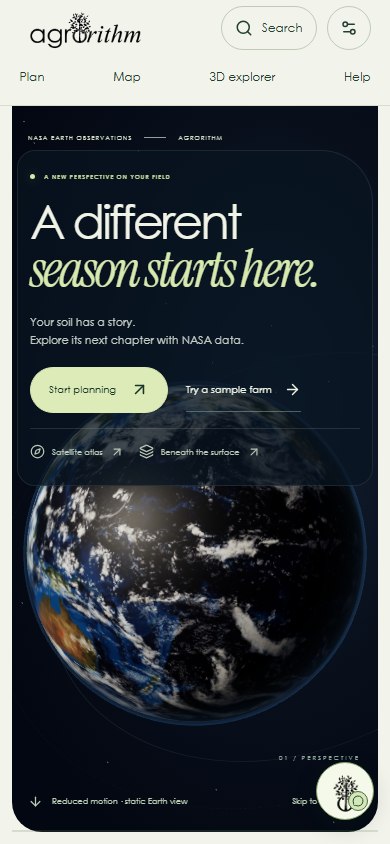 agrorithm
Search
Plan
Map
3D explorer
Help
NASA EARTH OBSERVATIONS
AGRORITHM
A NEW PERSPECTIVE ON YOUR FIELD
A different
season starts here.
Your soil has a story.
Explore its next chapter with NASA data.
Start planning
Try a sample farm
Satellite atlas
Beneath the surface
01 / PERSPECTIVE
Reduced motion · static Earth view
Skip to